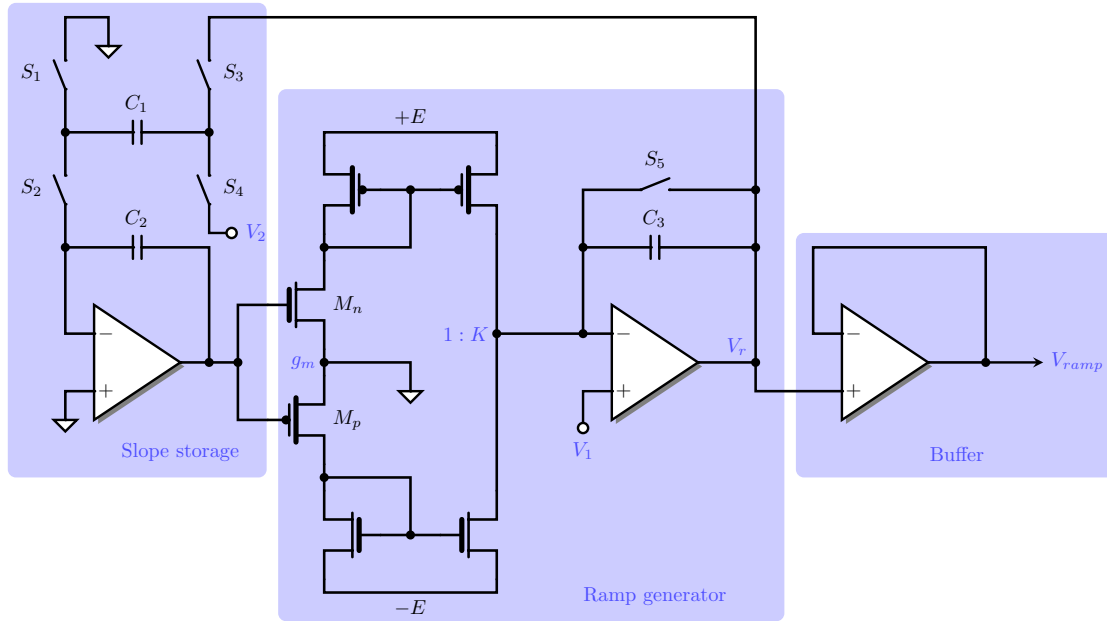 +E
S₁
S₃
C₁
S₅
S₂
S₄
C₃
C₂
V₂
Mₙ
1 : K
−
−
−
gₘ
Vᵣ
V_ramp
+
+
+
Mₚ
Slope storage
V₁
Buffer
Ramp generator
−E